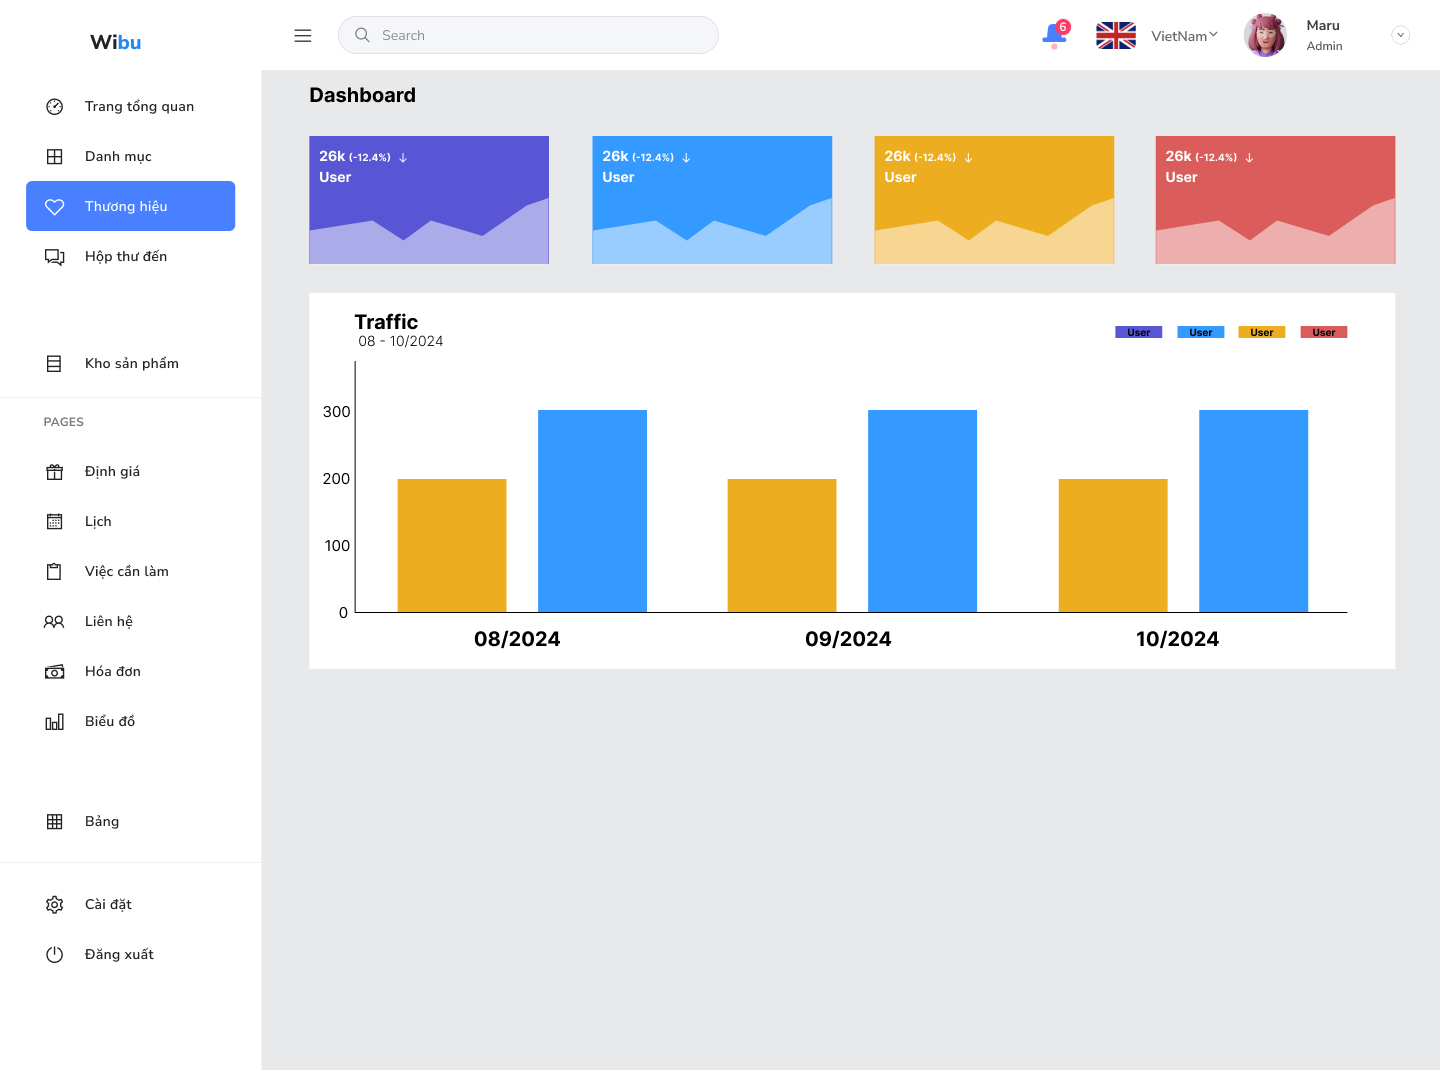 Wibu
Search
6
VietNam
Maru
Admin
Trang tổng quan
Danh mục
Thương hiệu
Hộp thư đến
Kho sản phẩm
PAGES
Định giá
Lịch
Việc cần làm
Liên hệ
Hóa đơn
Biểu đồ
Bảng
Cài đặt
Đăng xuất
Dashboard
26k (-12.4%) ↓
User
26k (-12.4%) ↓
User
26k (-12.4%) ↓
User
26k (-12.4%) ↓
User
Traffic
08 - 10/2024
User User User User
300
200
100
0
08/2024 09/2024 10/2024